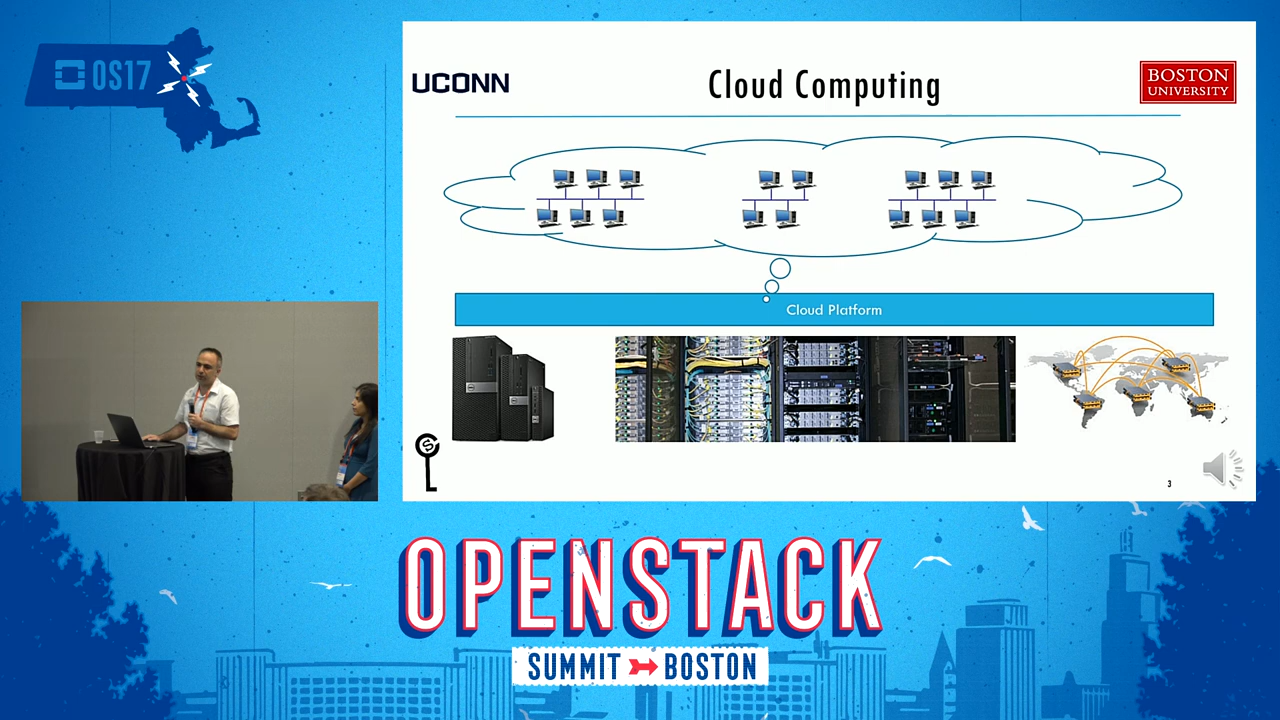 OS17
UCONN
Cloud Computing
BOSTON
UNIVERSITY
Cloud Platform
S
3
OPENSTACK
SUMMIT BOSTON